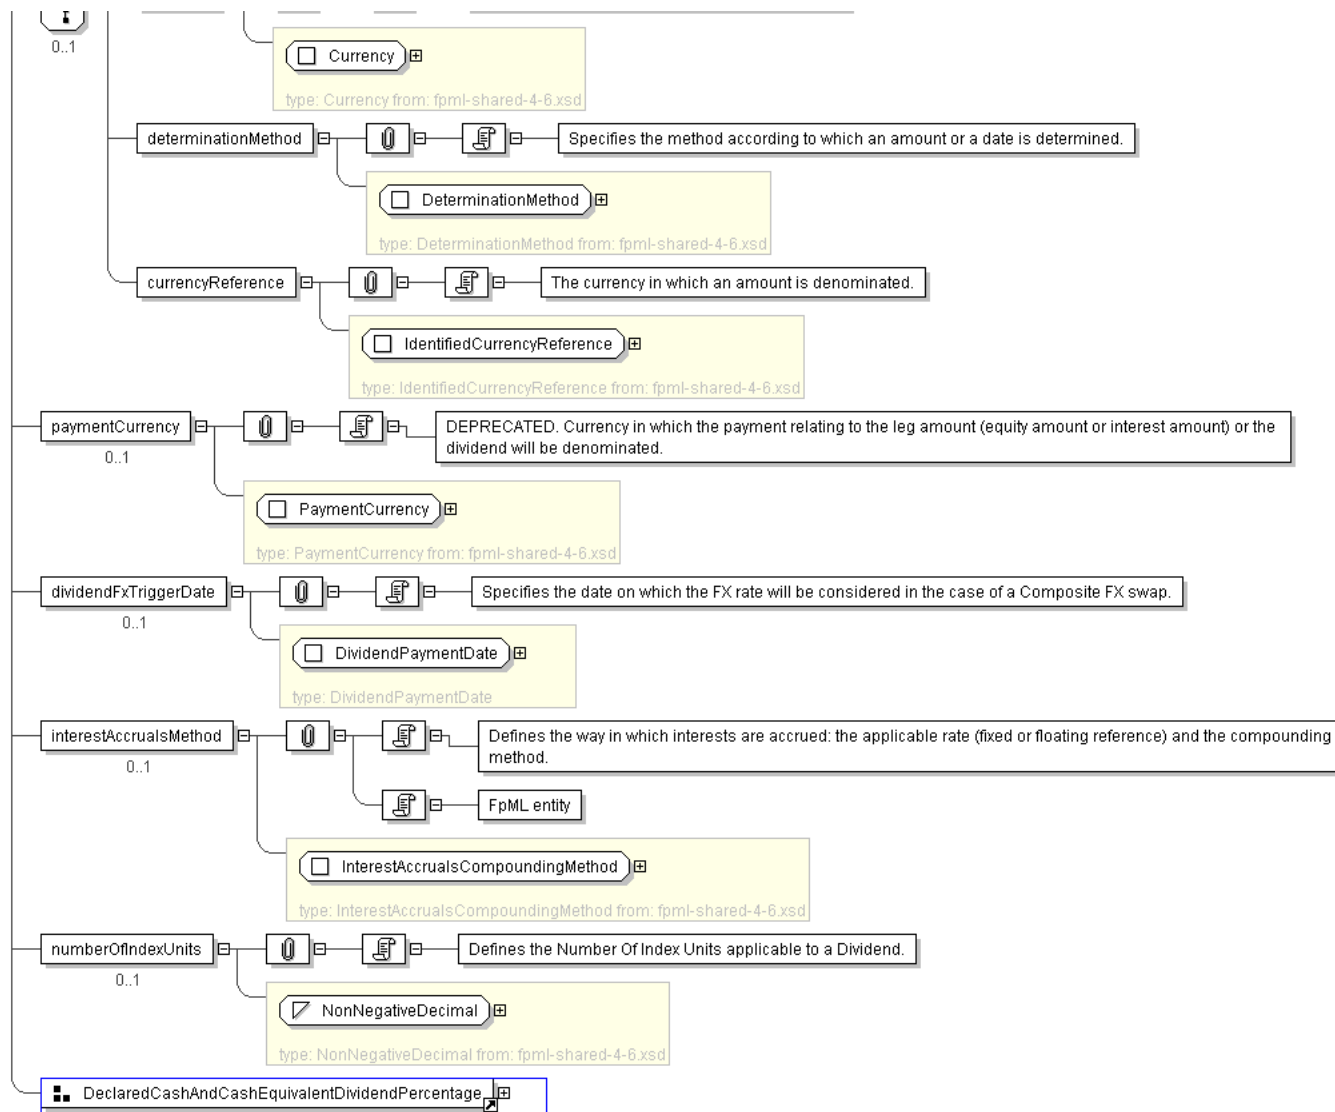 0..1
Currency
type: Currency from: fpml-shared-4-6.xsd
determinationMethod
Specifies the method according to which an amount or a date is determined.
DeterminationMethod
type: DeterminationMethod from: fpml-shared-4-6.xsd
currencyReference
The currency in which an amount is denominated.
IdentifiedCurrencyReference
type: IdentifiedCurrencyReference from: fpml-shared-4-6.xsd
paymentCurrency
0..1
DEPRECATED. Currency in which the payment relating to the leg amount (equity amount or interest amount) or the
dividend will be denominated.
PaymentCurrency
type: PaymentCurrency from: fpml-shared-4-6.xsd
dividendFxTriggerDate
0..1
Specifies the date on which the FX rate will be considered in the case of a Composite FX swap.
DividendPaymentDate
type: DividendPaymentDate
interestAccrualsMethod
0..1
Defines the way in which interests are accrued: the applicable rate (fixed or floating reference) and the compounding
method.
FpML entity
InterestAccrualsCompoundingMethod
type: InterestAccrualsCompoundingMethod from: fpml-shared-4-6.xsd
numberOfIndexUnits
0..1
Defines the Number Of Index Units applicable to a Dividend.
NonNegativeDecimal
type: NonNegativeDecimal from: fpml-shared-4-6.xsd
DeclaredCashAndCashEquivalentDividendPercentage